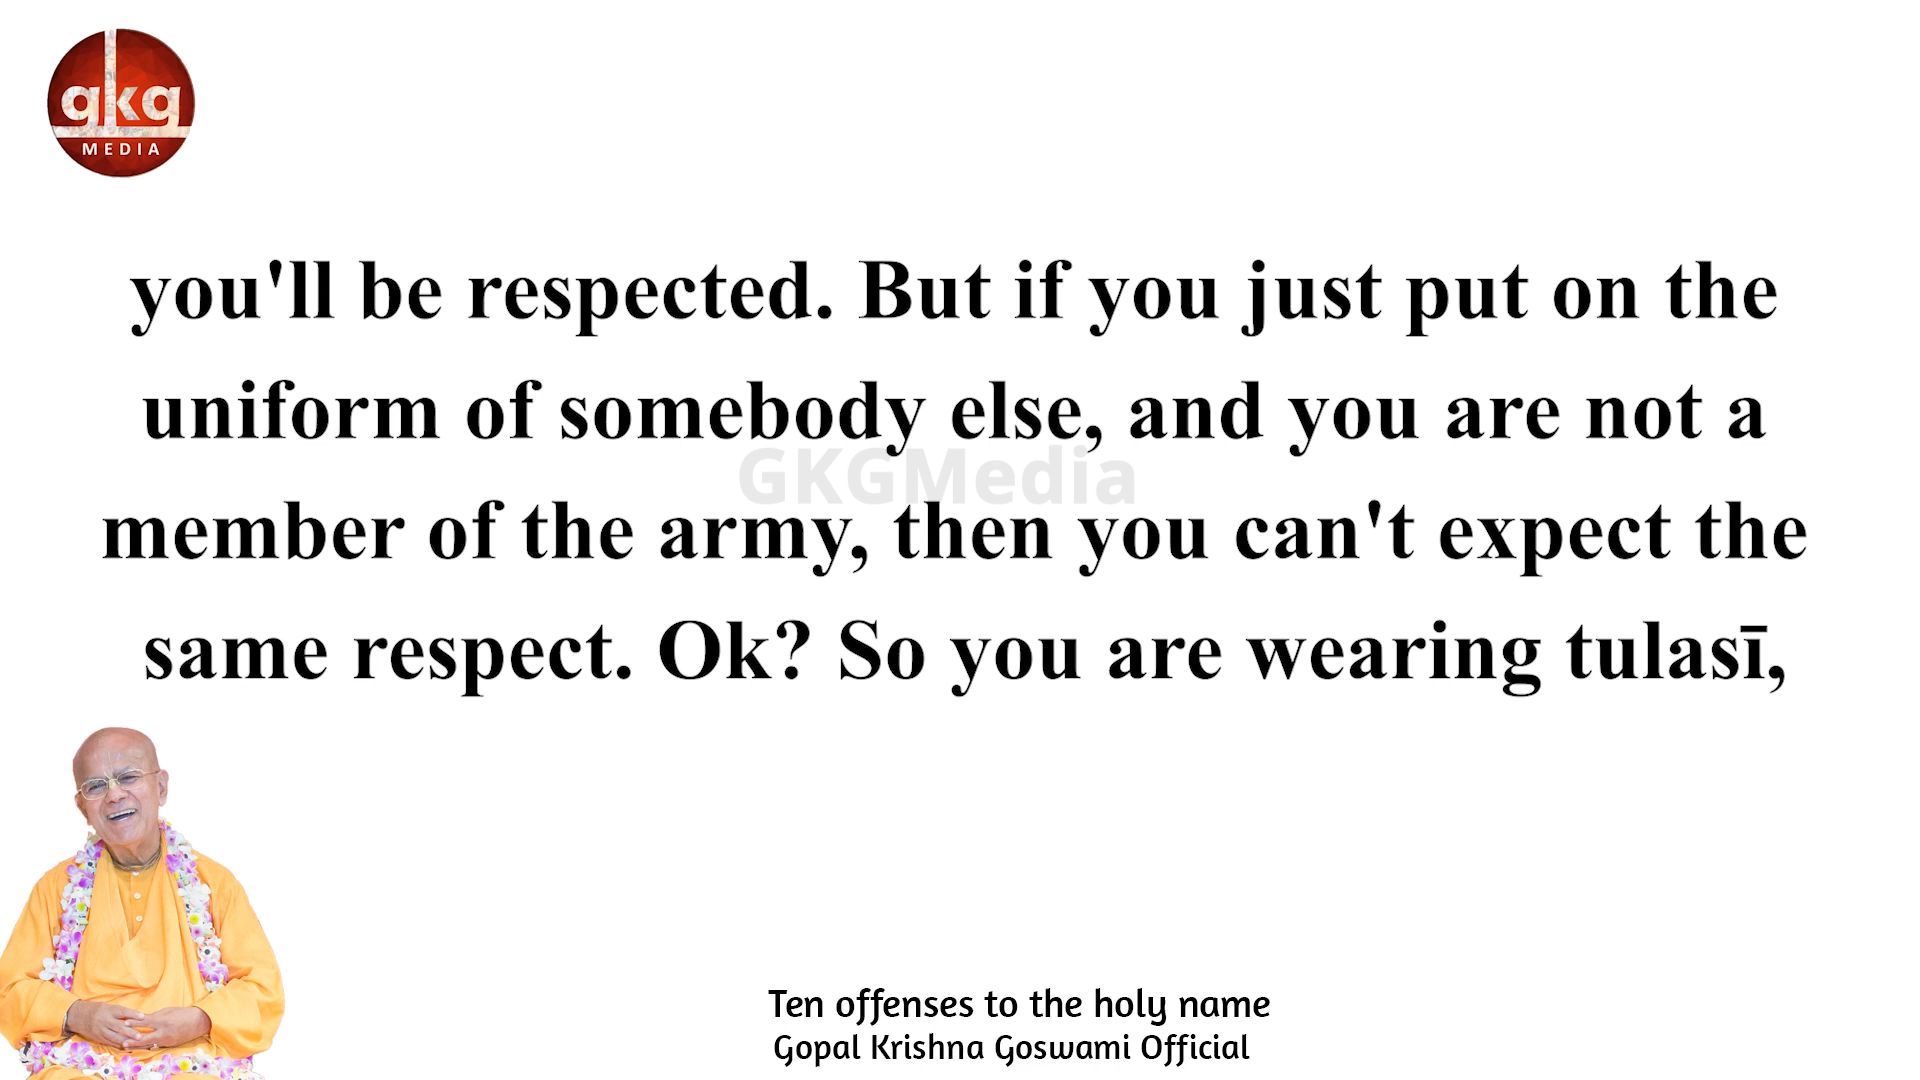 gkg
MEDIA
you'll be respected. But if you just put on the
uniform of somebody else, and you are not a
GKGMedia
member of the army, then you can't expect the
same respect. Ok? So you are wearing tulasī,
Ten offenses to the holy name
Gopal Krishna Goswami Official